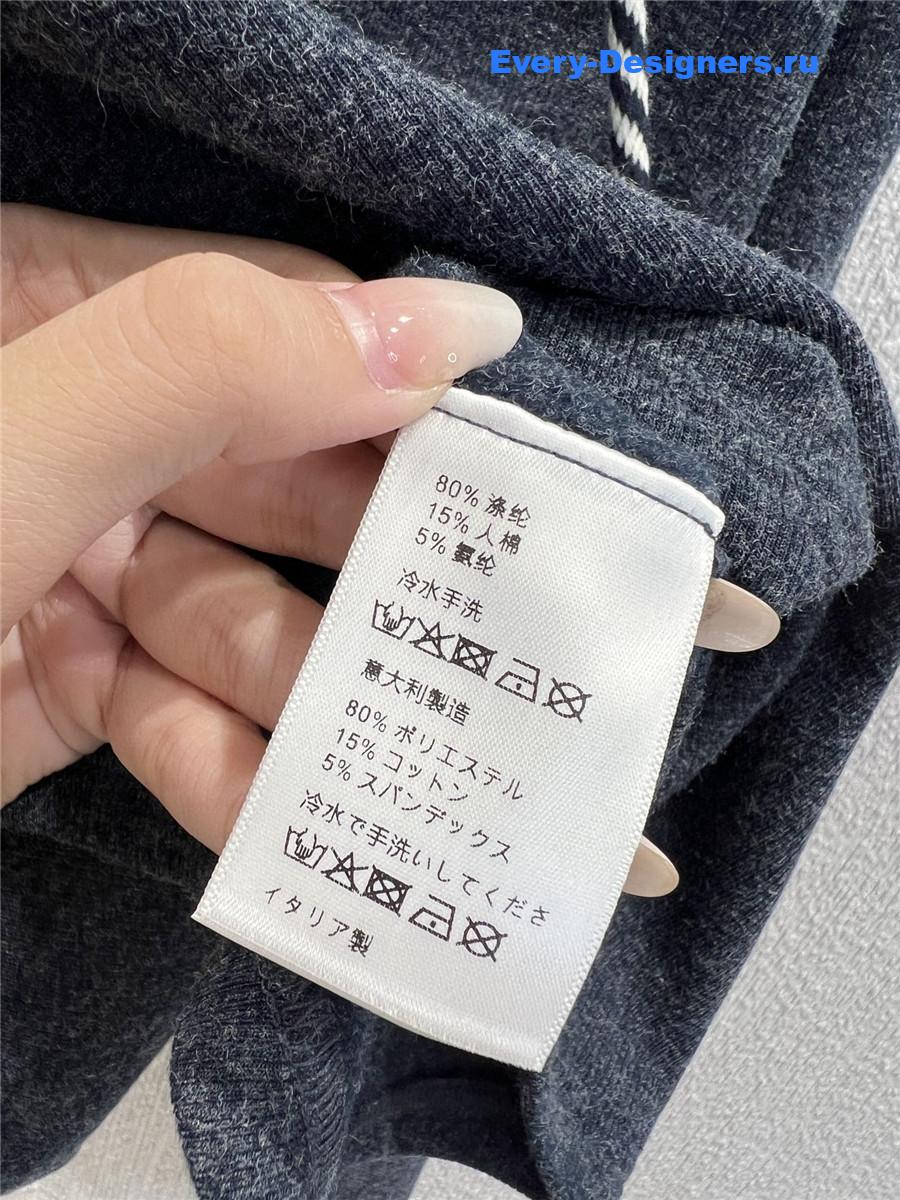 Every-Designers.ru
80% 涤纶
15% 人棉
5% 氨纶
冷水手洗
意大利製造
80% ポリエステル
15% コットン
5% スパンデックス
冷水で手洗いしてくださ
イタリア製